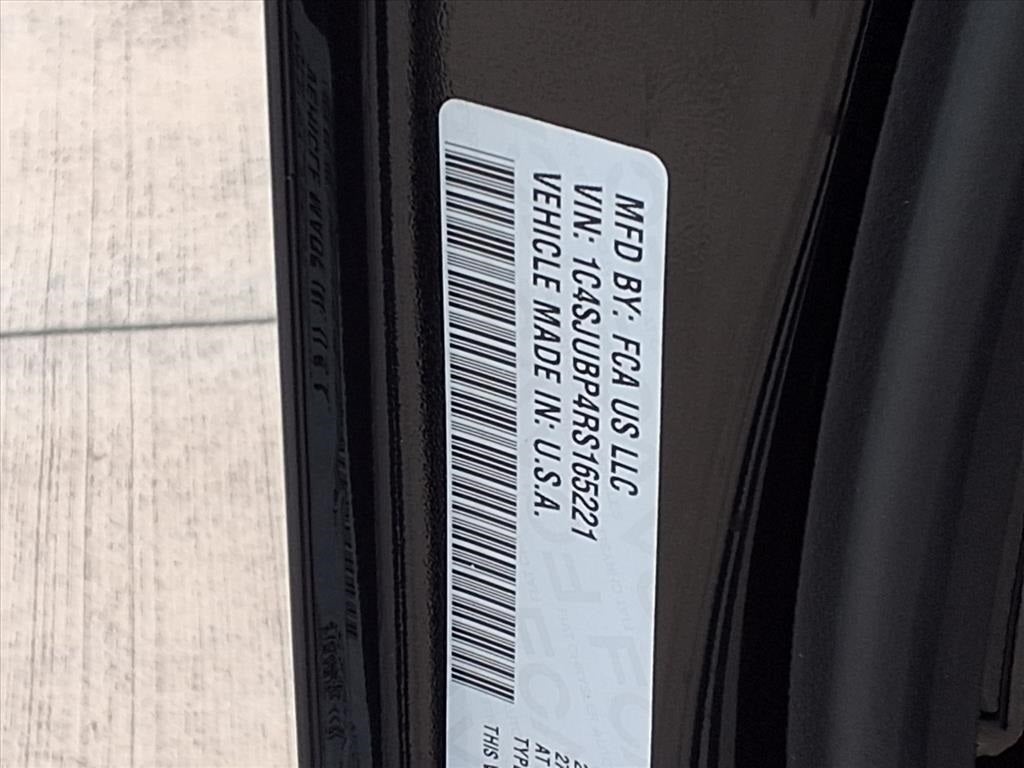 MFD BY: FCA US LLC
VIN: 1C4SJUBP4RS165221
VEHICLE MADE IN: U.S.A.